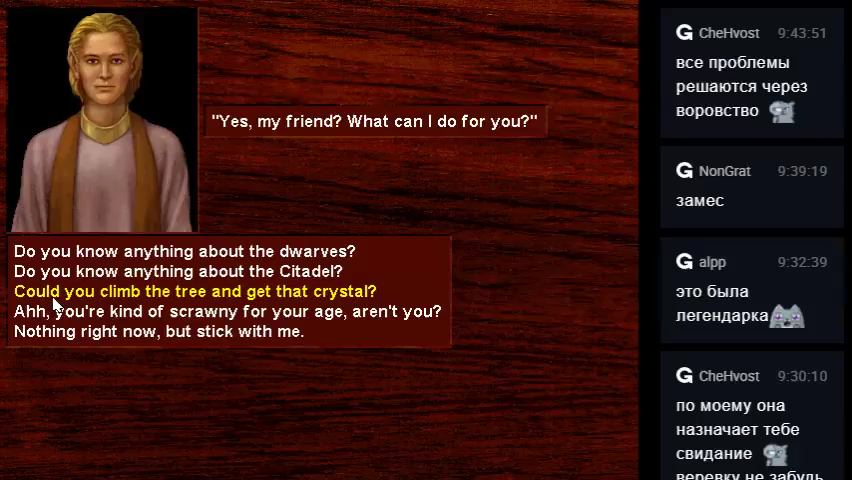 "Yes, my friend? What can I do for you?"
Do you know anything about the dwarves?
Do you know anything about the Citadel?
Could you climb the tree and get that crystal?
Ahh, you're kind of scrawny for your age, aren't you?
Nothing right now, but stick with me.
G CheHvost 9:43:51
все проблемы
решаются через
воровство
G NonGrat 9:39:19
замес
G alpp 9:32:39
это была
легендарка
G CheHvost 9:30:10
по моему она
назначает тебе
свидание
веревку не забудь